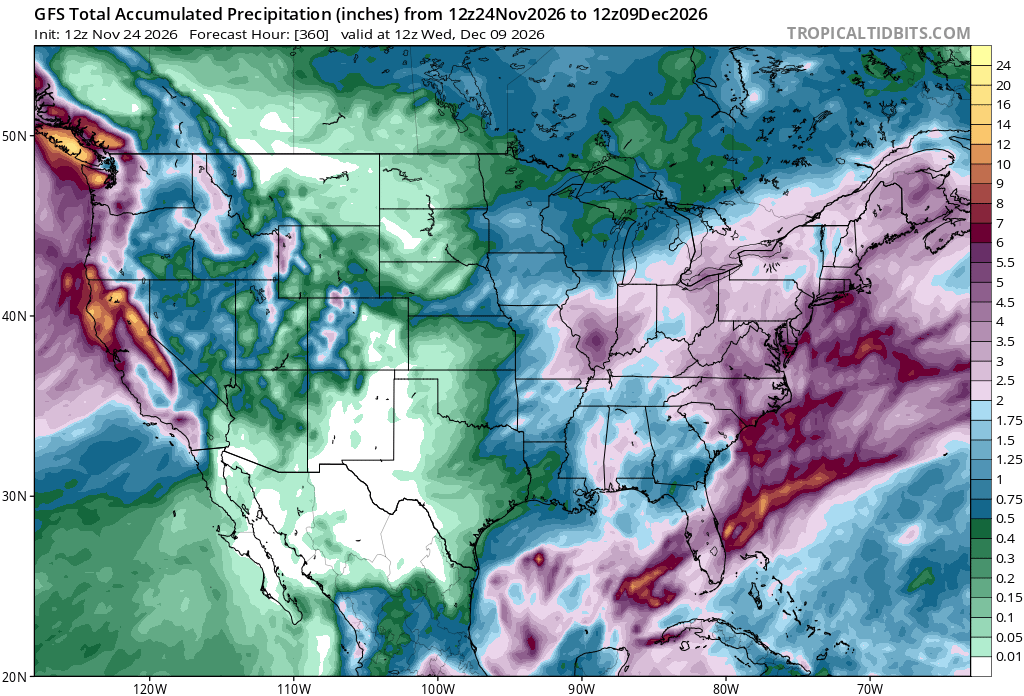 GFS Total Accumulated Precipitation (inches) from 12z24Nov2026 to 12z09Dec2026
Init: 12z Nov 24 2026   Forecast Hour: [360]   valid at 12z Wed, Dec 09 2026
TROPICALTIDBITS.COM
50N
40N
30N
20N
120W
110W
100W
90W
80W
70W
24
20
16
14
12
10
9
8
7
6
5.5
5
4.5
4
3.5
3
2.5
2
1.75
1.5
1.25
1
0.75
0.5
0.4
0.3
0.2
0.15
0.1
0.05
0.01